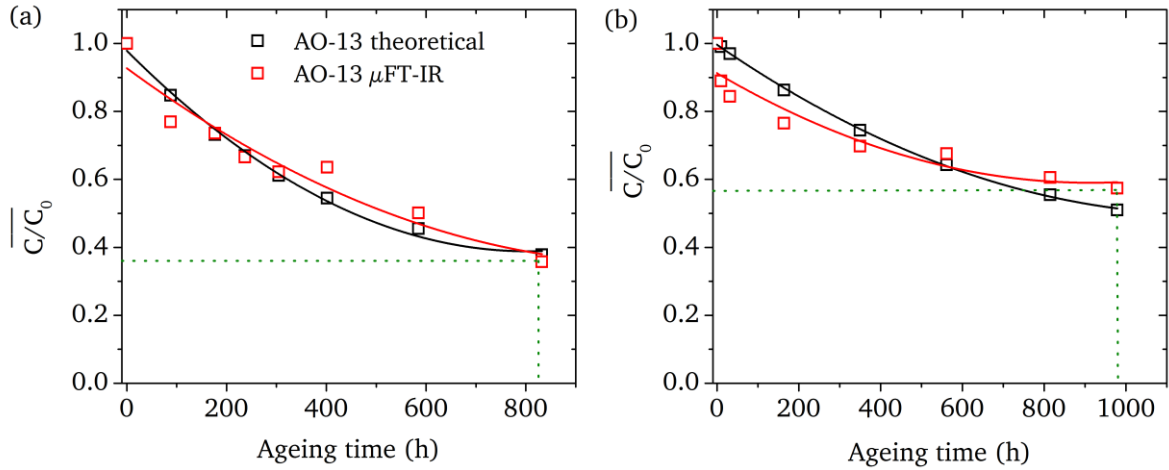 (a)
1.0
0.8
0.6
0.4
0.2
0.0
C/C₀
AO-13 theoretical
AO-13 μFT-IR
0 200 400 600 800
Ageing time (h)
(b)
1.0
0.8
0.6
0.4
0.2
0.0
C/C₀
0 200 400 600 800 1000
Ageing time (h)